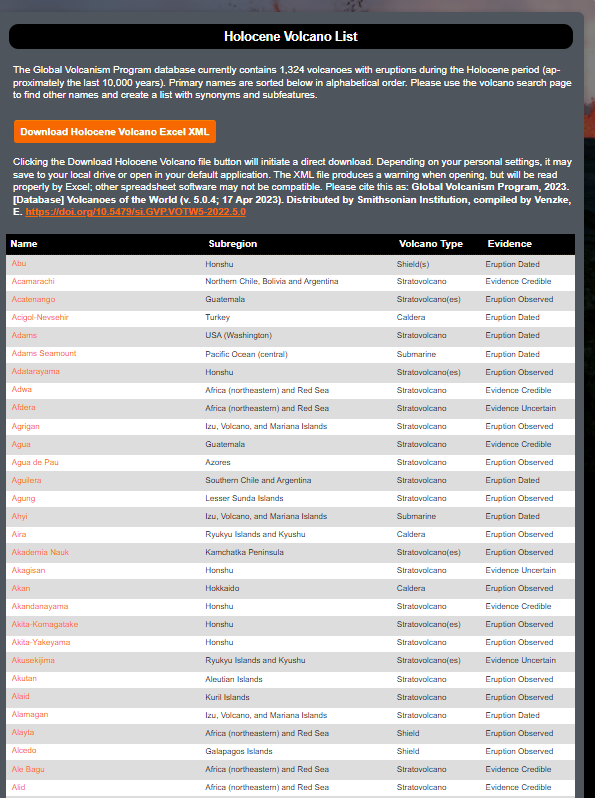 Holocene Volcano List
The Global Volcanism Program database currently contains 1,324 volcanoes with eruptions during the Holocene period (ap-
proximately the last 10,000 years). Primary names are sorted below in alphabetical order. Please use the volcano search page
to find other names and create a list with synonyms and subfeatures.
Download Holocene Volcano Excel XML
Clicking the Download Holocene Volcano file button will initiate a direct download. Depending on your personal settings, it may
save to your local drive or open in your default application. The XML file produces a warning when opening, but will be read
properly by Excel; other spreadsheet software may not be compatible. Please cite this as: Global Volcanism Program, 2023.
[Database] Volcanoes of the World (v. 5.0.4; 17 Apr 2023). Distributed by Smithsonian Institution, compiled by Venzke,
E. https://doi.org/10.5479/si.GVP.VOTW5-2022.5.0
Name Subregion Volcano Type Evidence
Abu Honshu Shield(s) Eruption Dated
Acamarachi Northern Chile, Bolivia and Argentina Stratovolcano Evidence Credible
Acatenango Guatemala Stratovolcano(es) Eruption Observed
Acigol-Nevsehir Turkey Caldera Eruption Dated
Adams USA (Washington) Stratovolcano Eruption Dated
Adams Seamount Pacific Ocean (central) Submarine Eruption Dated
Adatarayama Honshu Stratovolcano(es) Eruption Observed
Adwa Africa (northeastern) and Red Sea Stratovolcano Evidence Credible
Afdera Africa (northeastern) and Red Sea Stratovolcano Evidence Uncertain
Agrigan Izu, Volcano, and Mariana Islands Stratovolcano Eruption Observed
Agua Guatemala Stratovolcano Evidence Credible
Agua de Pau Azores Stratovolcano Eruption Observed
Aguilera Southern Chile and Argentina Stratovolcano Eruption Dated
Agung Lesser Sunda Islands Stratovolcano Eruption Observed
Ahyi Izu, Volcano, and Mariana Islands Submarine Eruption Dated
Aira Ryukyu Islands and Kyushu Caldera Eruption Observed
Akademia Nauk Kamchatka Peninsula Stratovolcano(es) Eruption Observed
Akagisan Honshu Stratovolcano Evidence Uncertain
Akan Hokkaido Caldera Eruption Observed
Akandanayama Honshu Stratovolcano Evidence Credible
Akita-Komagatake Honshu Stratovolcano(es) Eruption Observed
Akita-Yakeyama Honshu Stratovolcano Eruption Observed
Akusekijima Ryukyu Islands and Kyushu Stratovolcano(es) Evidence Uncertain
Akutan Aleutian Islands Stratovolcano Eruption Observed
Alaid Kuril Islands Stratovolcano Eruption Observed
Alamagan Izu, Volcano, and Mariana Islands Stratovolcano Eruption Dated
Alayta Africa (northeastern) and Red Sea Shield Eruption Observed
Alcedo Galapagos Islands Shield Eruption Observed
Ale Bagu Africa (northeastern) and Red Sea Stratovolcano Evidence Credible
Alid Africa (northeastern) and Red Sea Stratovolcano Evidence Credible